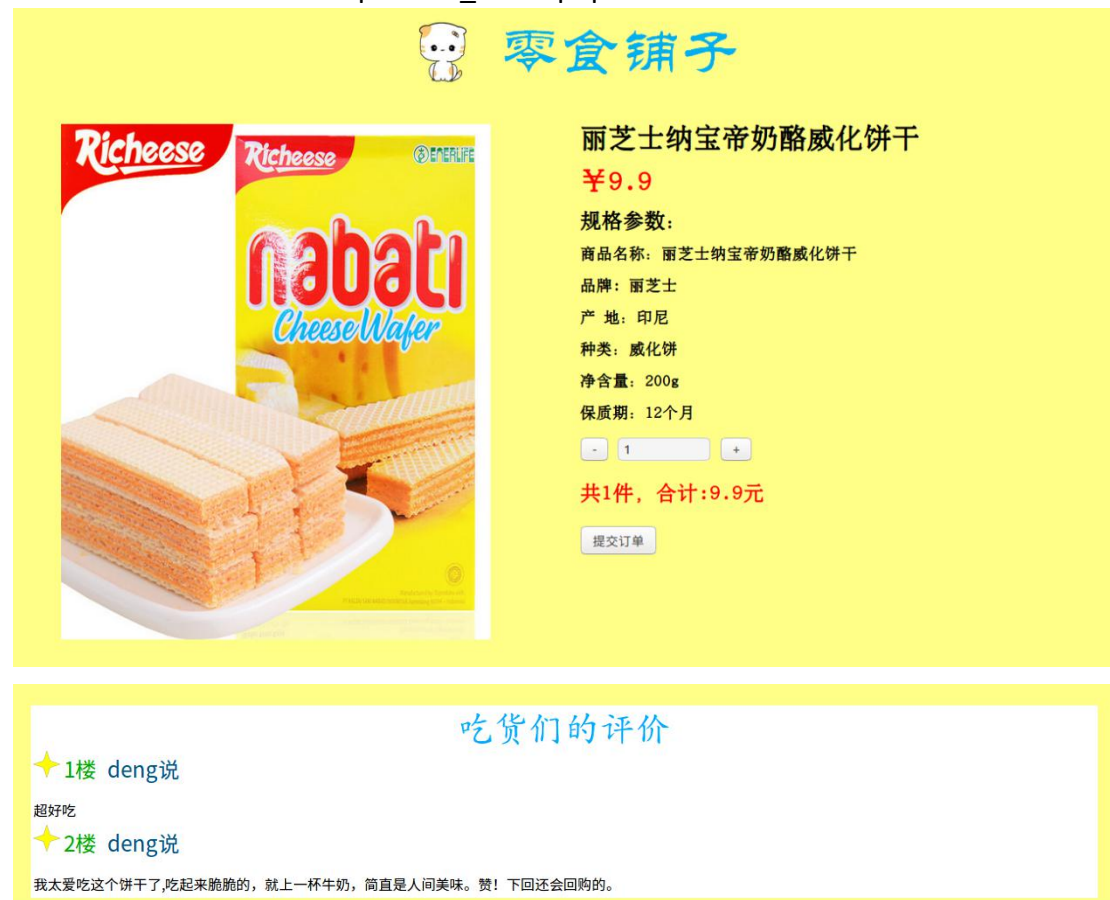 零食铺子
Richeese
Richeese
ENERLIFE
nabati
Cheese Wafer
丽芝士纳宝帝奶酪威化饼干
￥9.9
规格参数：
商品名称：丽芝士纳宝帝奶酪威化饼干
品牌：丽芝士
产 地：印尼
种类：威化饼
净含量：200g
保质期：12个月
- 1 +
共1件，合计:9.9元
提交订单
吃货们的评价
1楼 deng说
超好吃
2楼 deng说
我太爱吃这个饼干了,吃起来脆脆的，就上一杯牛奶，简直是人间美味。赞！下回还会回购的。